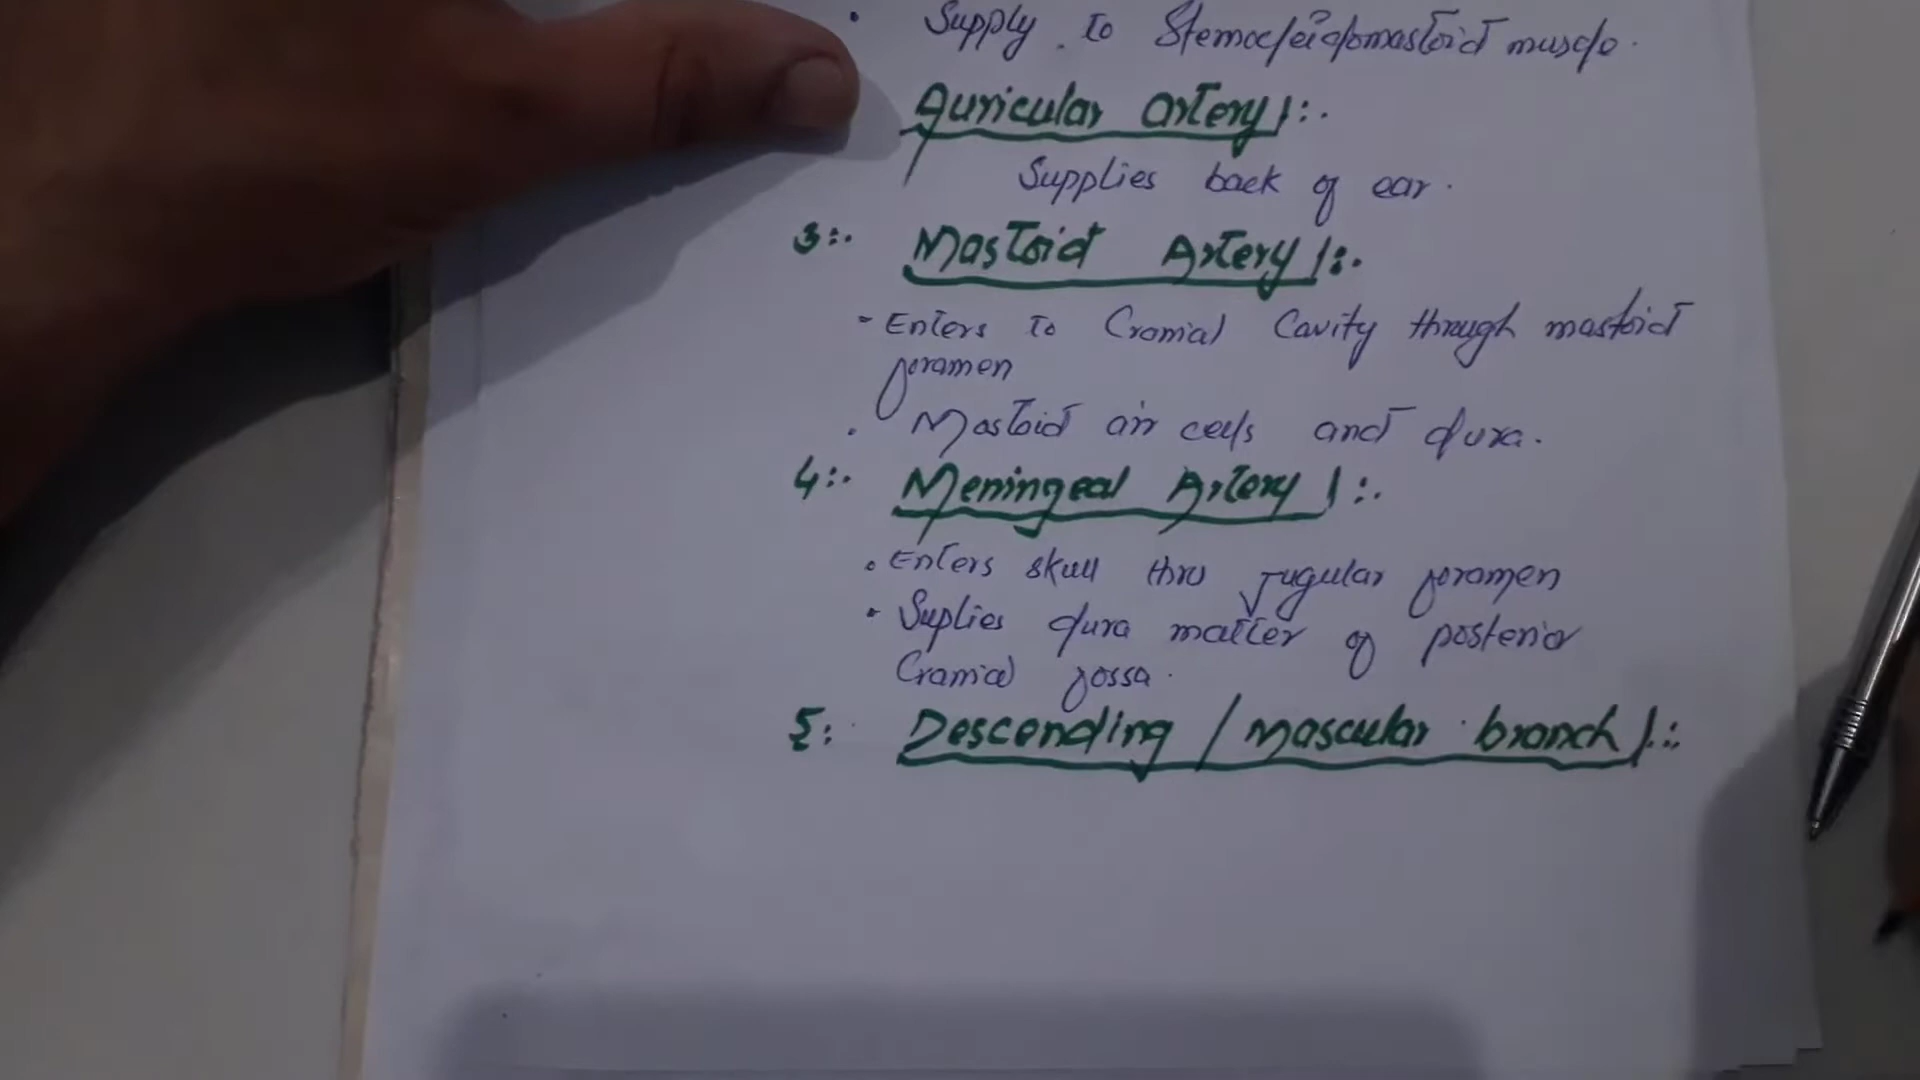 • Supply to Sternocleidomastoid muscle.
Auricular artery|:.
Supplies back of ear.
3:. Mastoid Artery|:.
- Enters to Cranial Cavity through mastoid
foramen
• Mastoid air cells and dura.
4:. Meningeal Artery|:.
• Enters skull thro Jugular foramen
• Suplies dura matter of posterior
Cranial fossa.
5:. Descending / Mascular branch|:.